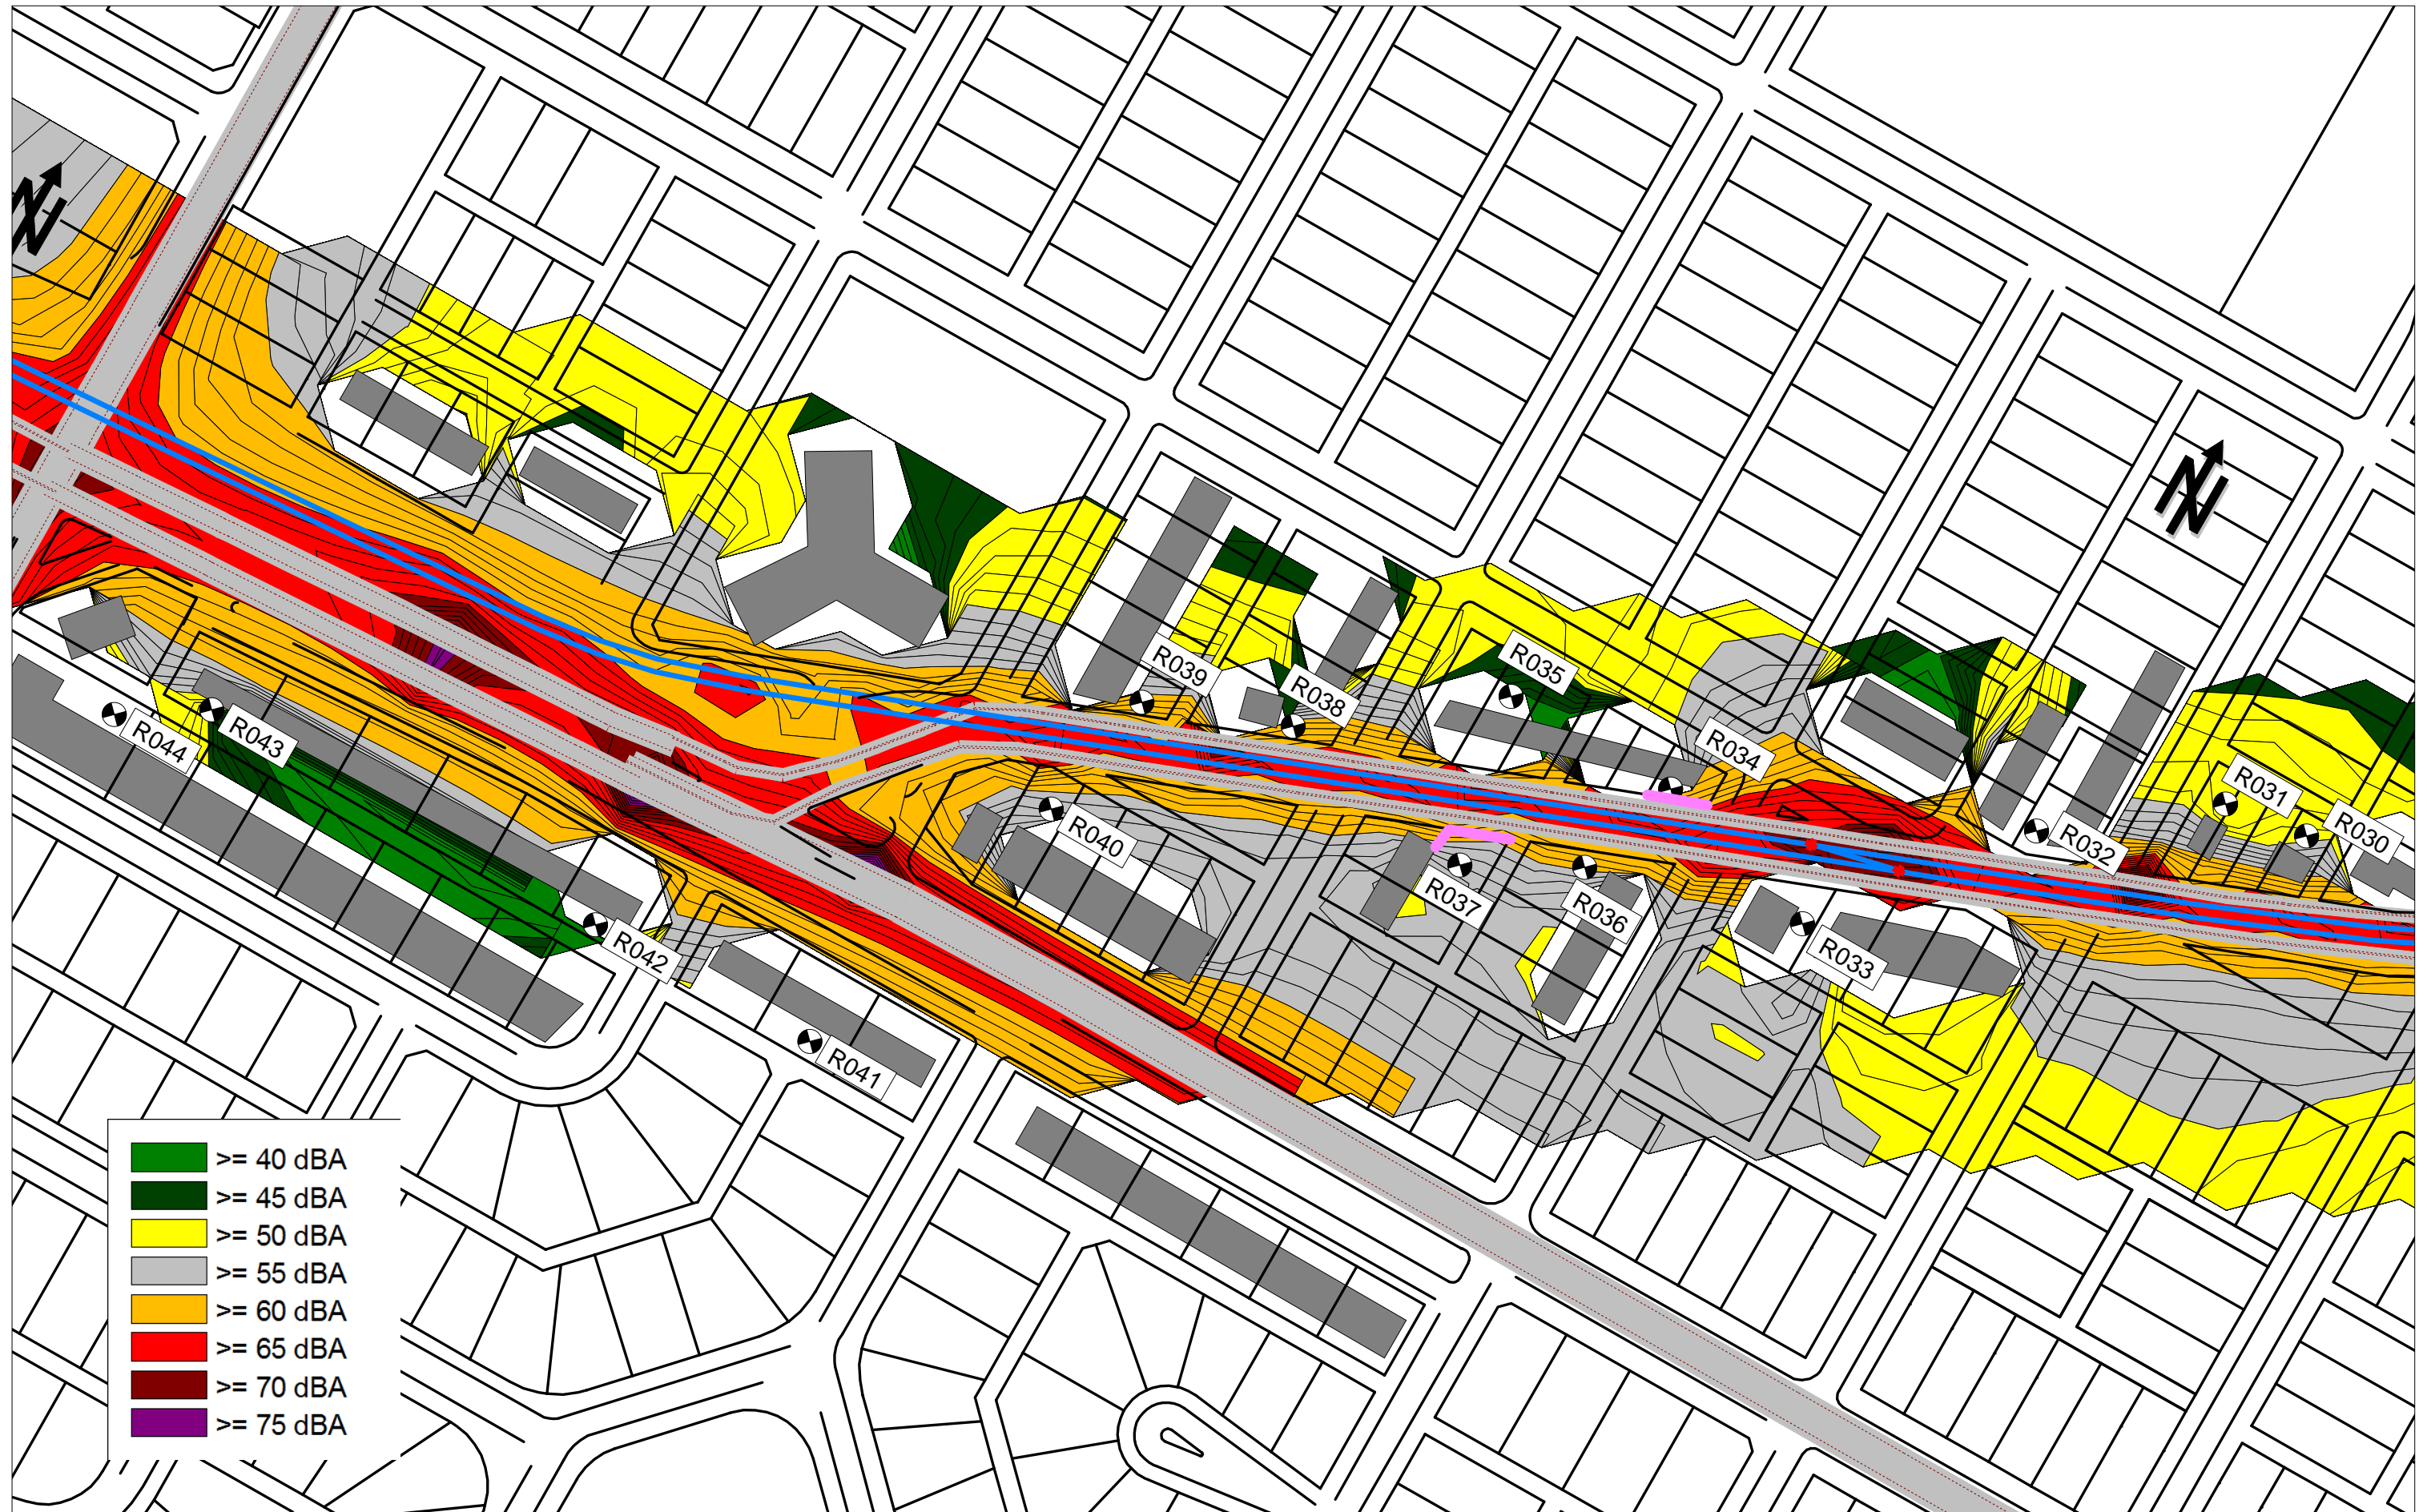 N
N
R039
R035
R038
R034
R044
R043
R040
R037
R036
R031
R030
R032
R042
R033
R041
>= 40 dBA
>= 45 dBA
>= 50 dBA
>= 55 dBA
>= 60 dBA
>= 65 dBA
>= 70 dBA
>= 75 dBA